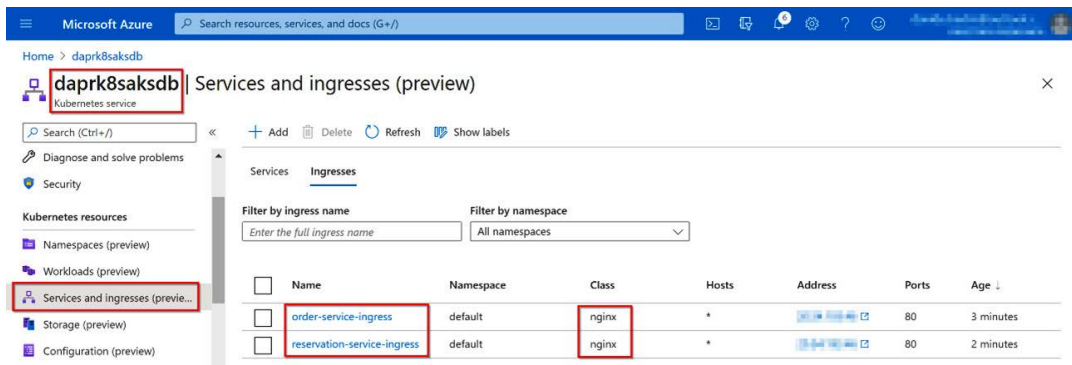 Microsoft Azure
Search resources, services, and docs (G+/)
6
Home > daprk8saksdb
daprk8saksdb | Services and ingresses (preview)
Kubernetes service
Search (Ctrl+/)
«
Add
Delete
Refresh
Show labels
Diagnose and solve problems
Security
Kubernetes resources
Namespaces (preview)
Workloads (preview)
Services and ingresses (previe...
Storage (preview)
Configuration (preview)
Services
Ingresses
Filter by ingress name
Filter by namespace
Enter the full ingress name
All namespaces
Name Namespace Class Hosts Address Ports Age ↓
order-service-ingress default nginx * 80 3 minutes
reservation-service-ingress default nginx * 80 2 minutes